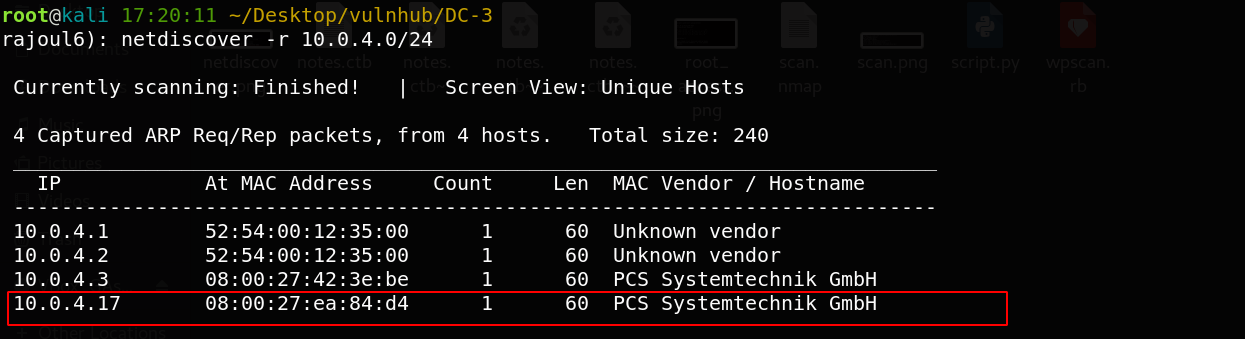 root@kali 17:20:11 ~/Desktop/vulnhub/DC-3
rajoul6): netdiscover -r 10.0.4.0/24
netdiscov notes.ctb notes. notes. notes. root_ scan. scan.png script.py wpscan.
nmap rb
png
Currently scanning: Finished!   |   Screen View: Unique Hosts
Music
4 Captured ARP Req/Rep packets, from 4 hosts.   Total size: 240
Pictures
_____________________________________________________________________________
IP            At MAC Address     Count     Len  MAC Vendor / Hostname
-----------------------------------------------------------------------------
10.0.4.1        52:54:00:12:35:00      1      60  Unknown vendor
10.0.4.2        52:54:00:12:35:00      1      60  Unknown vendor
10.0.4.3        08:00:27:42:3e:be      1      60  PCS Systemtechnik GmbH
10.0.4.17       08:00:27:ea:84:d4      1      60  PCS Systemtechnik GmbH
+ Other Locations